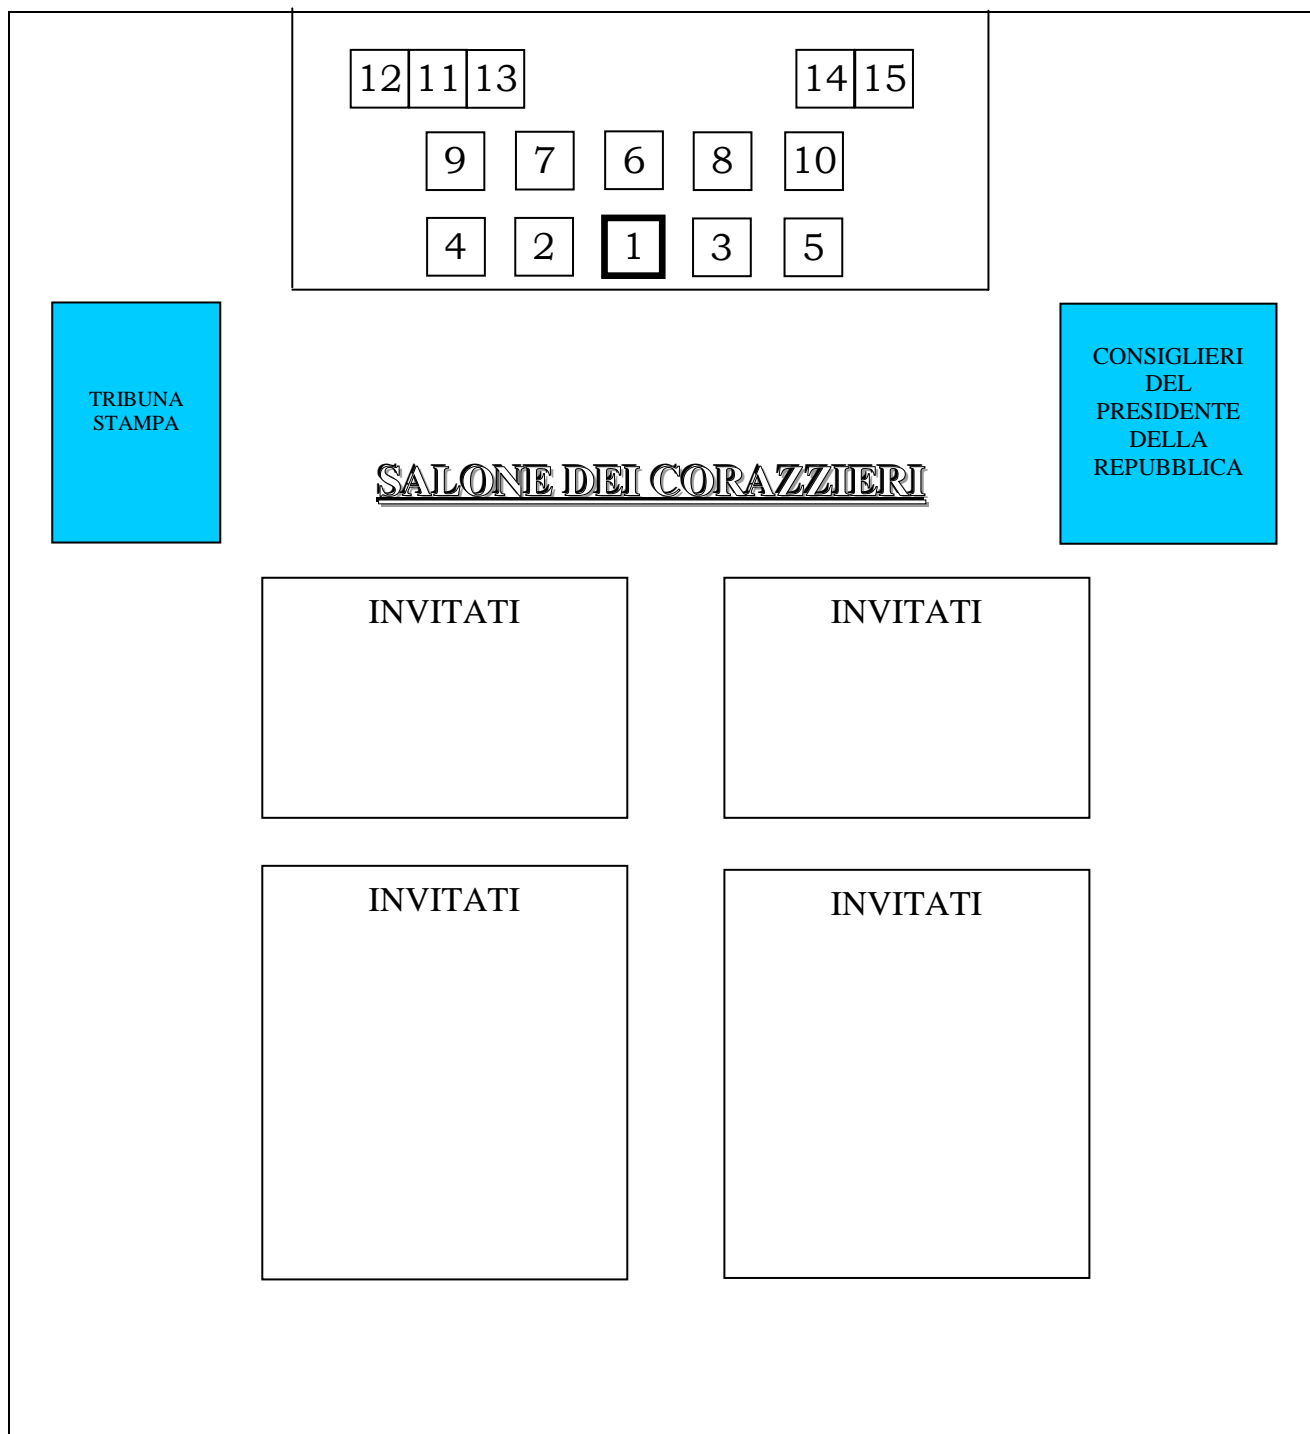 12 11 13 14 15
9 7 6 8 10
4 2 1 3 5
TRIBUNA
STAMPA
CONSIGLIERI
DEL
PRESIDENTE
DELLA
REPUBBLICA
SALONE DEI CORAZZIERI
INVITATI
INVITATI
INVITATI
INVITATI